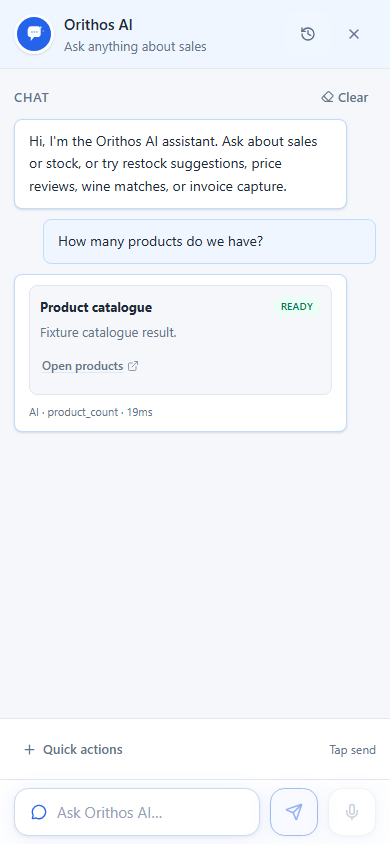 Orithos AI
Ask anything about sales
CHAT
Clear
Hi, I'm the Orithos AI assistant. Ask about sales
or stock, or try restock suggestions, price
reviews, wine matches, or invoice capture.
How many products do we have?
Product catalogue
READY
Fixture catalogue result.
Open products
AI · product_count · 19ms
Quick actions
Tap send
Ask Orithos AI...